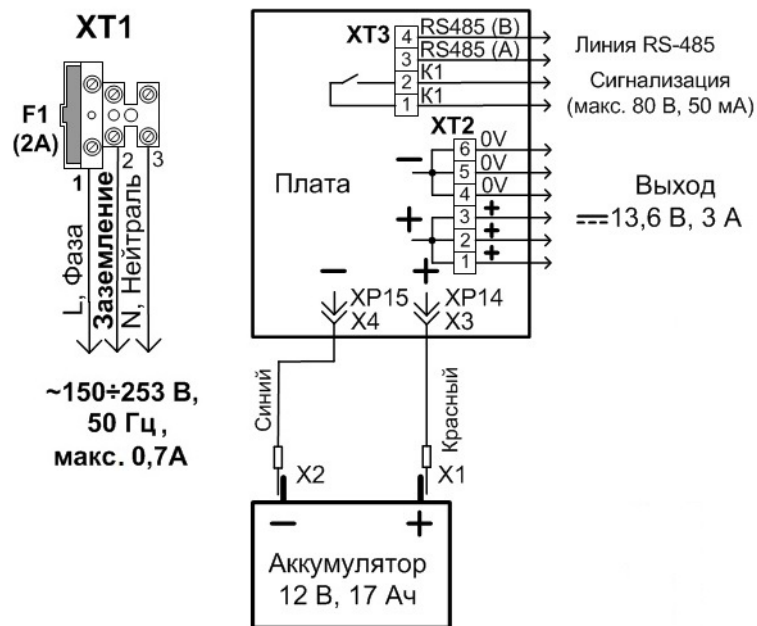 XT1
F1
(2A)
1
2
3
L, Фаза
Заземление
N, Нейтраль
~150÷253 В,
50 Гц,
макс. 0,7А
XT3
4
RS485 (B)
3
RS485 (A)
2
К1
1
К1
Линия RS-485
Сигнализация
(макс. 80 В, 50 мА)
XT2
6
0V
5
0V
4
0V
3
+
2
+
1
+
−
+
Плата
Выход
13,6 В, 3 А
−
+
XP15
X4
XP14
X3
Синий
Красный
X2
X1
−
+
Аккумулятор
12 В, 17 Ач